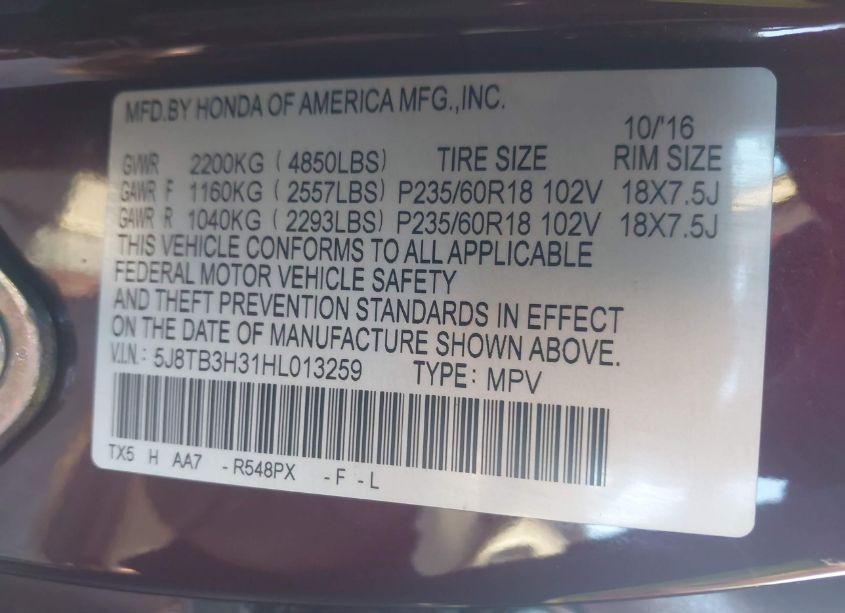 MFD.BY HONDA OF AMERICA MFG.,INC.
10/'16
GVWR 2200KG ( 4850LBS) TIRE SIZE RIM SIZE
GAWR F 1160KG ( 2557LBS) P235/60R18 102V 18X7.5J
GAWR R 1040KG ( 2293LBS) P235/60R18 102V 18X7.5J
THIS VEHICLE CONFORMS TO ALL APPLICABLE
FEDERAL MOTOR VEHICLE SAFETY
AND THEFT PREVENTION STANDARDS IN EFFECT
ON THE DATE OF MANUFACTURE SHOWN ABOVE.
V.I.N.: 5J8TB3H31HL013259 TYPE: MPV
TX5 H AA7 - R548PX - F - L